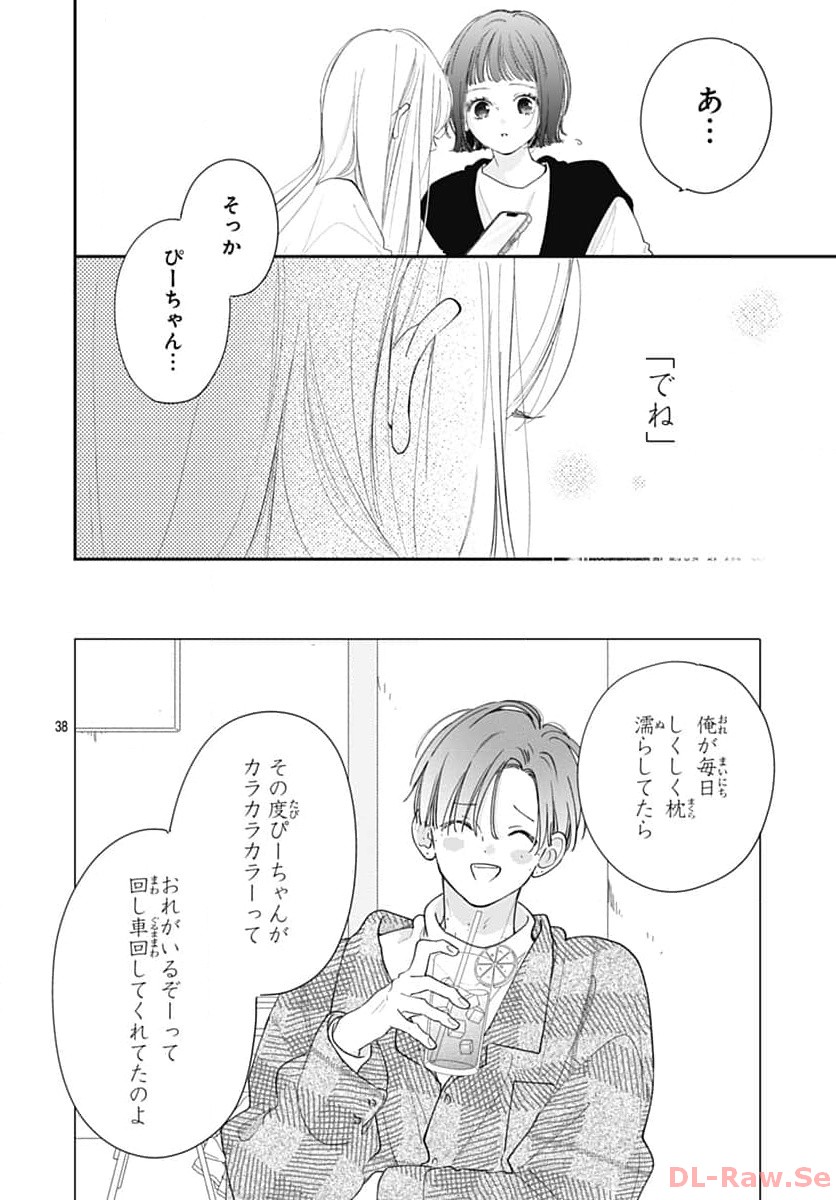 あ…
そっか
ぴーちゃん…
「でね」
俺が毎日
しくしく枕
濡らしてたら
その度ぴーちゃんが
カラカラカラーって
おれがいるぞーって
回し車回してくれてたのよ
38
DL-Raw.Se